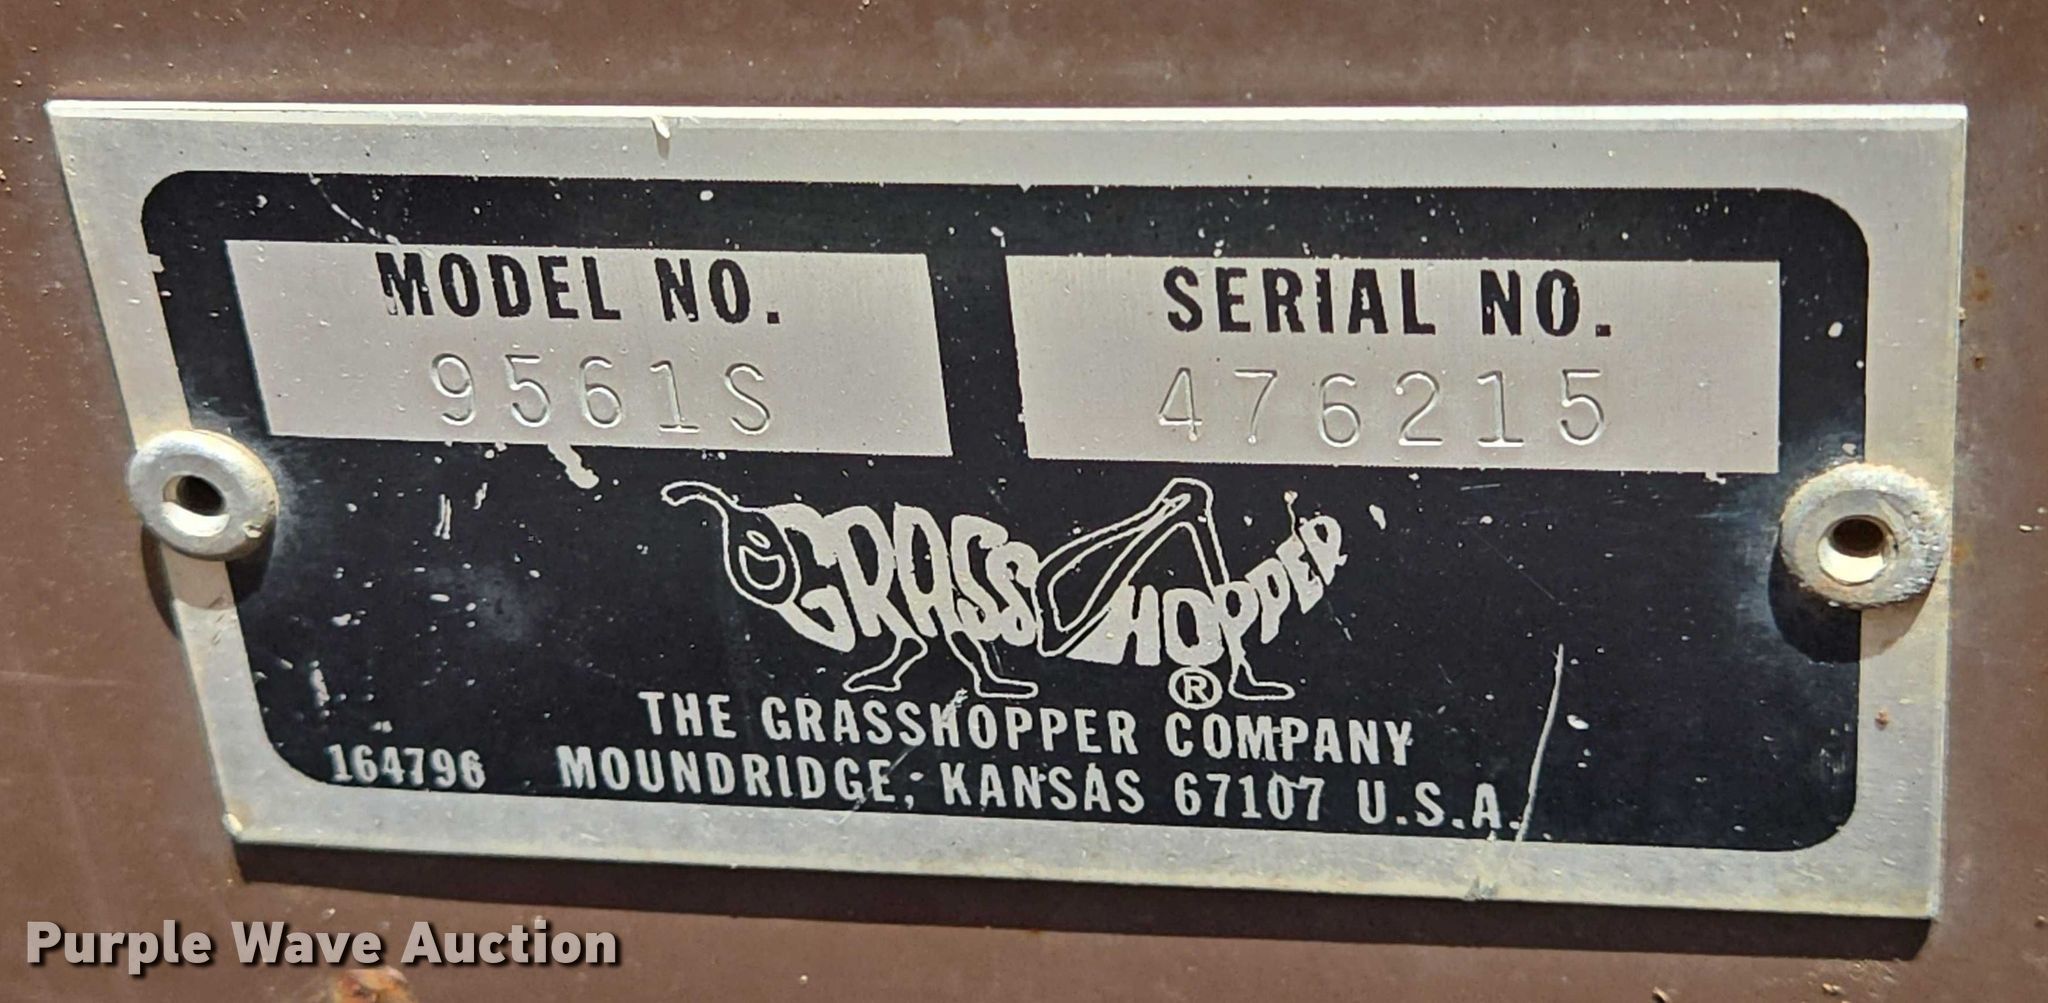 MODEL NO.
9561S
SERIAL NO.
476215
GRASSHOPPER
®
THE GRASSHOPPER COMPANY
164796
MOUNDRIDGE, KANSAS 67107 U.S.A.
Purple Wave Auction